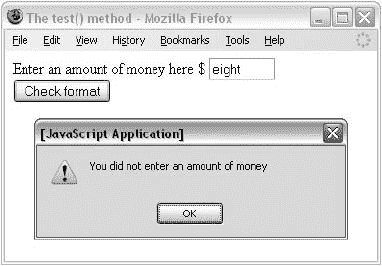 The test() method - Mozilla Firefox
File Edit View History Bookmarks Tools Help
Enter an amount of money here $ eight
Check format
[JavaScript Application]
You did not enter an amount of money
OK